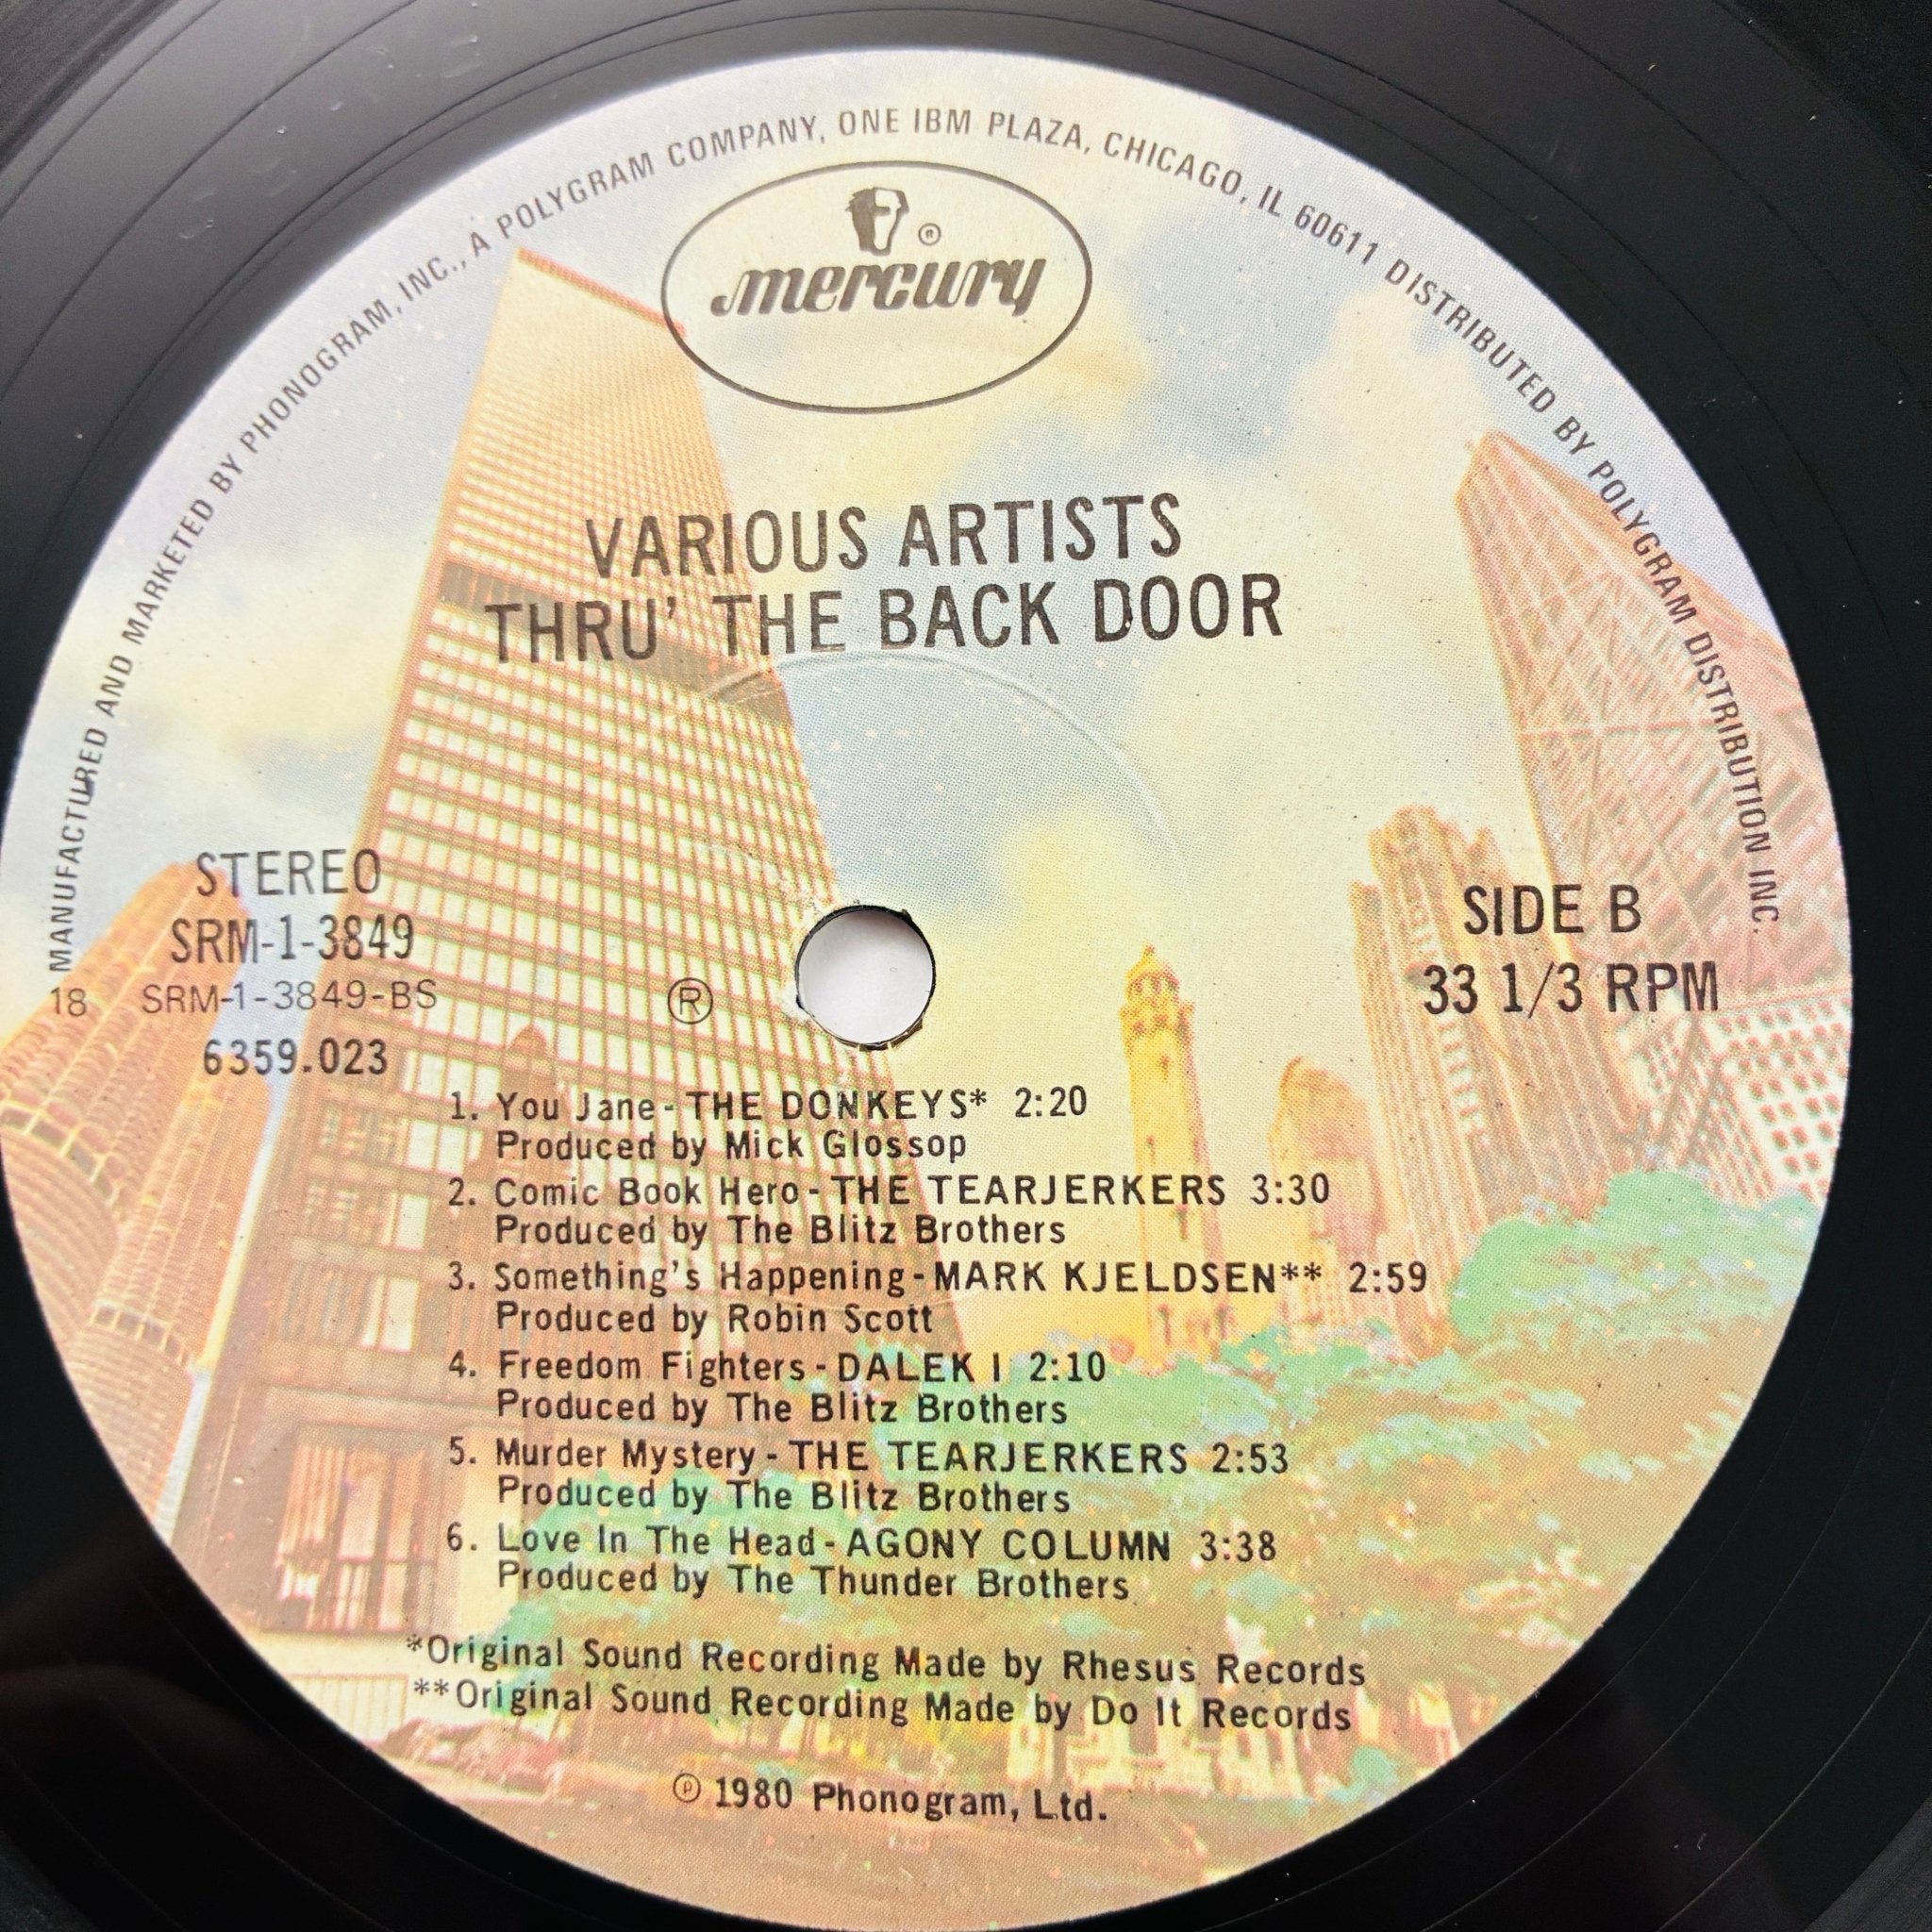 MANUFACTURED AND MARKETED BY PHONOGRAM, INC., A POLYGRAM COMPANY, ONE IBM PLAZA, CHICAGO, IL 60611 DISTRIBUTED BY POLYGRAM DISTRIBUTION INC.
®
mercury
VARIOUS ARTISTS
THRU' THE BACK DOOR
STEREO
SRM-1-3849
18 SRM-1-3849-BS
6359.023
®
SIDE B
33 1/3 RPM
1. You Jane - THE DONKEYS* 2:20
Produced by Mick Glossop
2. Comic Book Hero - THE TEARJERKERS 3:30
Produced by The Blitz Brothers
3. Something's Happening - MARK KJELDSEN** 2:59
Produced by Robin Scott
4. Freedom Fighters - DALEK I 2:10
Produced by The Blitz Brothers
5. Murder Mystery - THE TEARJERKERS 2:53
Produced by The Blitz Brothers
6. Love In The Head - AGONY COLUMN 3:38
Produced by The Thunder Brothers
*Original Sound Recording Made by Rhesus Records
**Original Sound Recording Made by Do It Records
℗ 1980 Phonogram, Ltd.